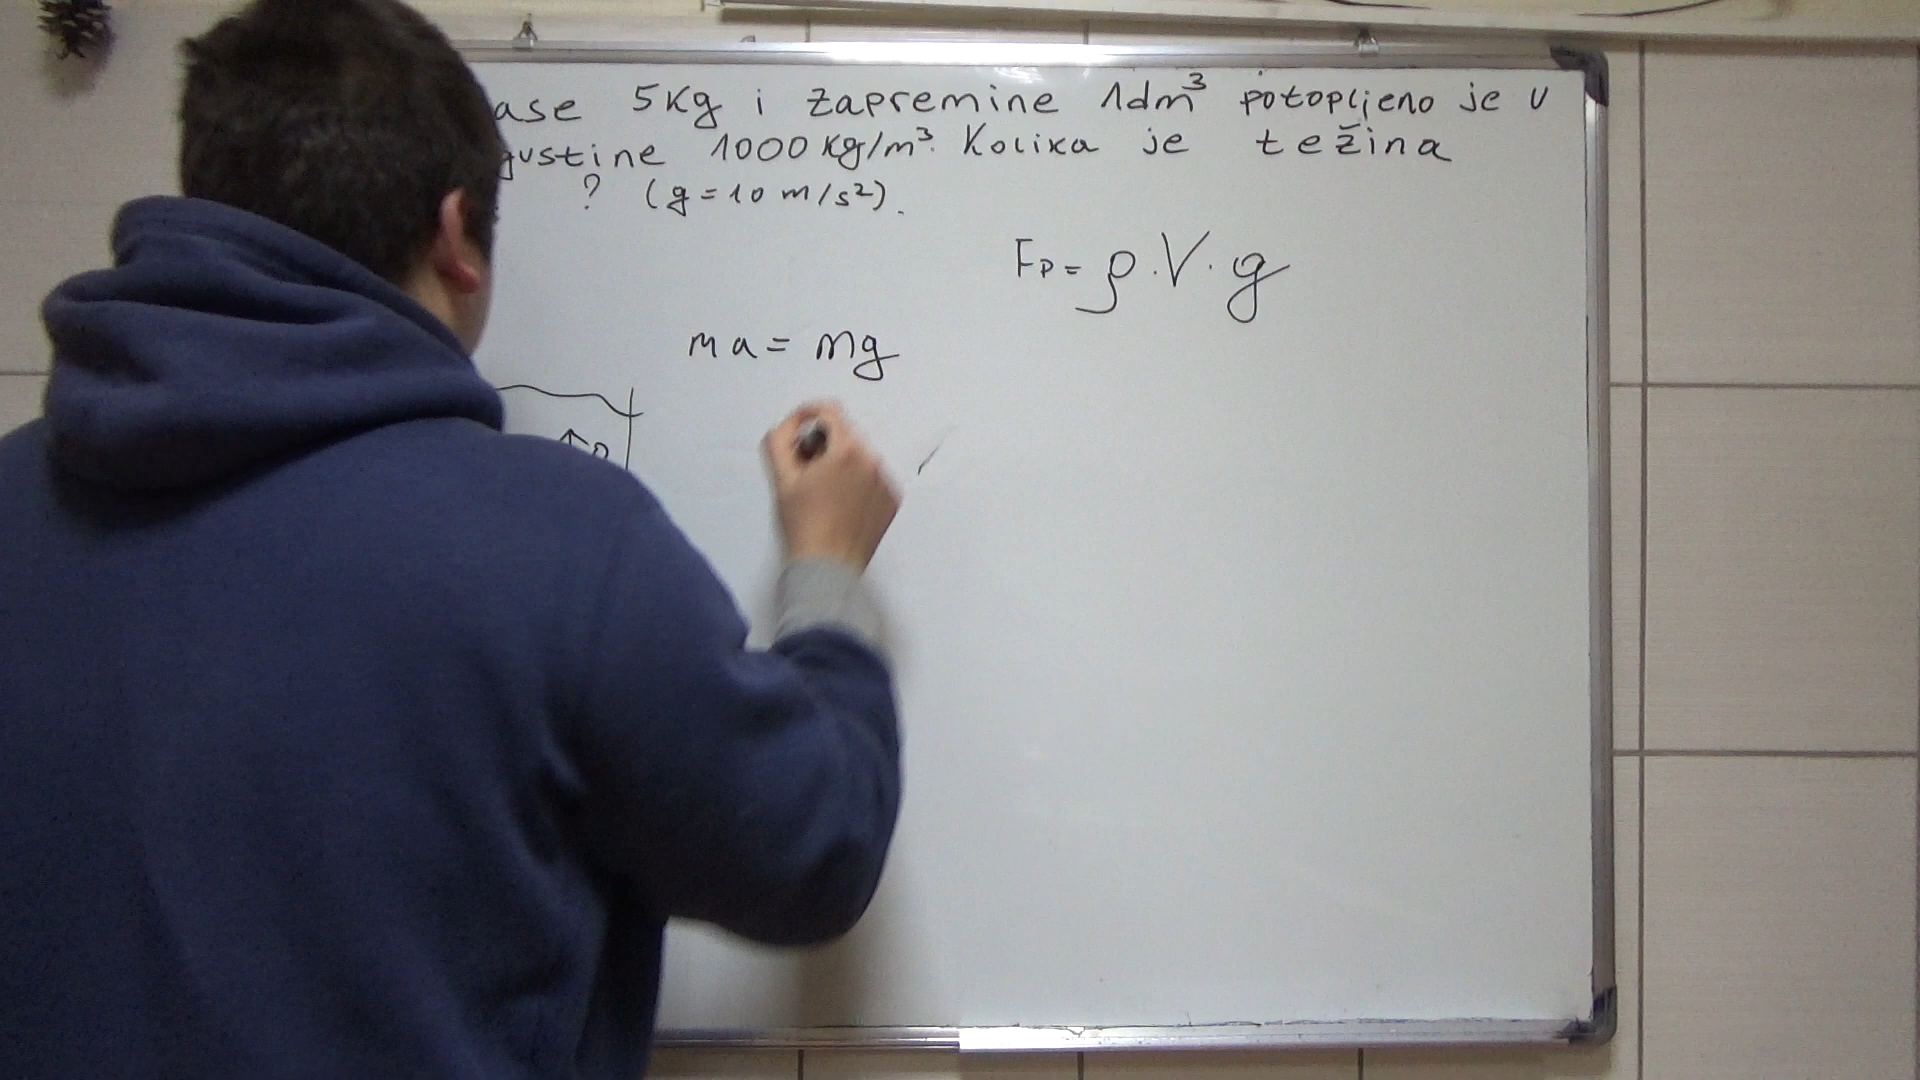 ase 5Kg i zapremine 1dm³ potopljeno je u
gustine 1000 Kg/m³. Kolika je težina
? (g = 10 m/s²).
Fp = ρ · V · g
ma = mg